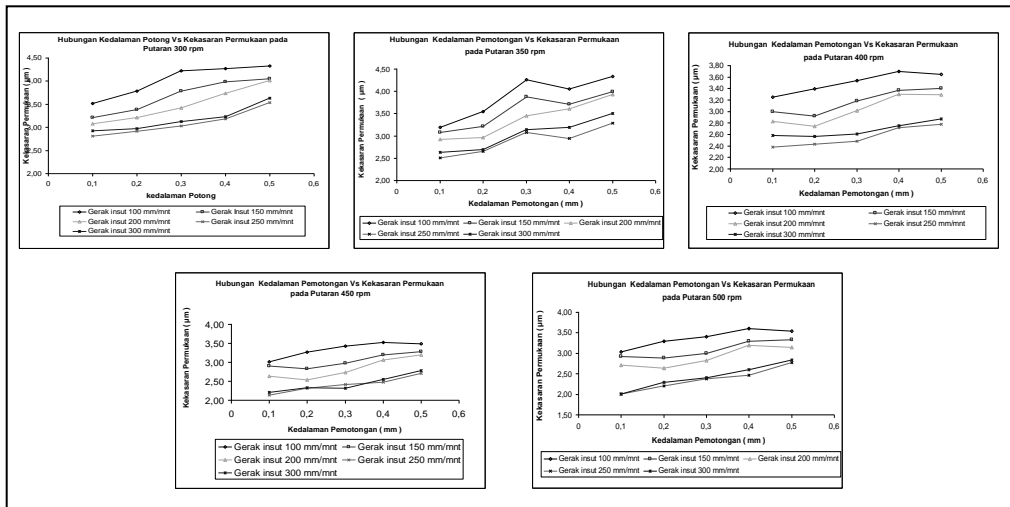 Hubungan Kedalaman Potong Vs Kekasaran Permukaan pada
Putaran 300 rpm
Kekasaran Permukaan (µm)
4,50
4,00
3,50
3,00
2,50
2,00
0 0,1 0,2 0,3 0,4 0,5 0,6
kedalaman Potong
Gerak insut 100 mm/mnt Gerak Insut 150 mm/mnt
Gerak insut 200 mm/mnt Gerak insut 250 mm/mnt
Gerak insut 300 mm/mnt
Hubungan Kedalaman Pemotongan Vs Kekasaran Permukaan
pada Putaran 350 rpm
Kekasaran Permukaan ( µm)
4,50
4,00
3,50
3,00
2,50
2,00
0 0,1 0,2 0,3 0,4 0,5 0,6
Kedalaman Pemotongan ( mm )
Gerak insut 100 mm/mnt Gerak insut 150 mm/mnt Gerak insut 200 mm/mnt
Gerak insut 250 mm/mnt Gerak insut 300 mm/mnt
Hubungan Kedalaman Pemotongan Vs Kekasaran Permukaan
pada Putaran 400 rpm
Kekasaran Permukaan ( µm)
3,80
3,60
3,40
3,20
3,00
2,80
2,60
2,40
2,20
2,00
0 0,1 0,2 0,3 0,4 0,5 0,6
Kedalaman Pemotongan ( mm )
Gerak insut 100 mm/mnt Gerak insut 150 mm/mnt
Gerak insut 200 mm/mnt Gerak insut 250 mm/mnt
Gerak insut 300 mm/mnt
Hubungan Kedalaman Pemotongan Vs Kekasaran Permukaan
pada Putaran 450 rpm
Kekasaran Permukaan ( µm)
4,00
3,50
3,00
2,50
2,00
0 0,1 0,2 0,3 0,4 0,5 0,6
Kedalaman Pemotongan ( mm )
Gerak insut 100 mm/mnt Gerak insut 150 mm/mnt
Gerak insut 200 mm/mnt Gerak insut 250 mm/mnt
Gerak insut 300 mm/mnt
Hubungan Kedalaman Pemotongan Vs Kekasaran Permukaan
pada Putaran 500 rpm
Kekasaran Permukaan ( µm)
4,00
3,50
3,00
2,50
2,00
1,50
0 0,1 0,2 0,3 0,4 0,5 0,6
Kedalaman Pemotongan ( mm )
Gerak insut 100 mm/mnt Gerak insut 150 mm/mnt Gerak insut 200 mm/mnt
Gerak insut 250 mm/mnt Gerak insut 300 mm/mnt